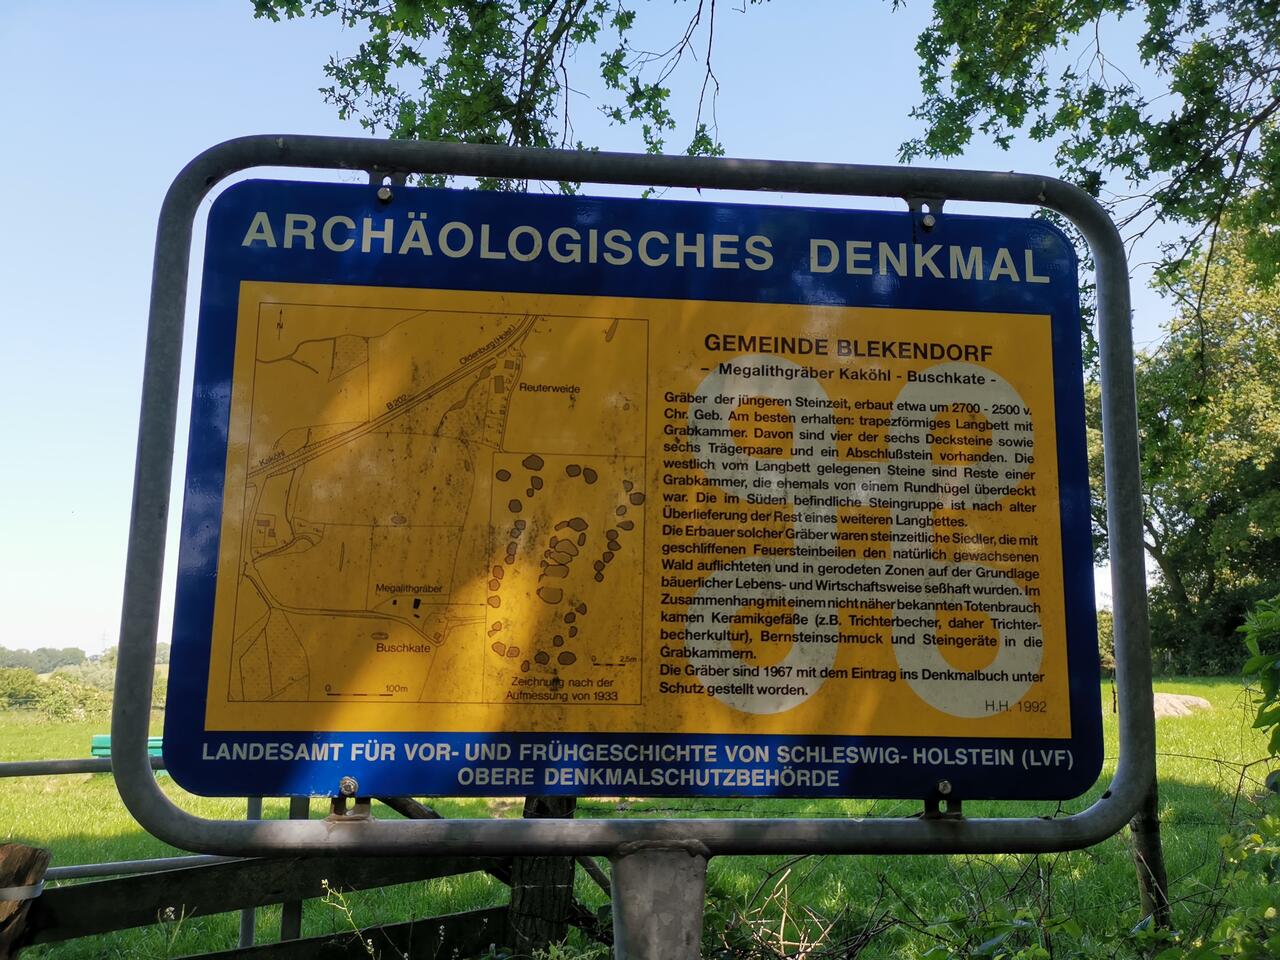 ARCHÄOLOGISCHES DENKMAL
N
Oldenburg (Holst.)
B 202
Kaköhl
Reuterweide
Megalithgräber
Buschkate
0 100m
0 2,5m
Zeichnung nach der
Aufmessung von 1933
GEMEINDE BLEKENDORF
- Megalithgräber Kaköhl - Buschkate -
Gräber der jüngeren Steinzeit, erbaut etwa um 2700 - 2500 v.
Chr. Geb. Am besten erhalten: trapezförmiges Langbett mit
Grabkammer. Davon sind vier der sechs Decksteine sowie
sechs Trägerpaare und ein Abschlußstein vorhanden. Die
westlich vom Langbett gelegenen Steine sind Reste einer
Grabkammer, die ehemals von einem Rundhügel überdeckt
war. Die im Süden befindliche Steingruppe ist nach alter
Überlieferung der Rest eines weiteren Langbettes.
Die Erbauer solcher Gräber waren steinzeitliche Siedler, die mit
geschliffenen Feuersteinbeilen den natürlich gewachsenen
Wald auflichteten und in gerodeten Zonen auf der Grundlage
bäuerlicher Lebens- und Wirtschaftsweise seßhaft wurden. Im
Zusammenhang mit einem nicht näher bekannten Totenbrauch
kamen Keramikgefäße (z.B. Trichterbecher, daher Trichter-
becherkultur), Bernsteinschmuck und Steingeräte in die
Grabkammern.
Die Gräber sind 1967 mit dem Eintrag ins Denkmalbuch unter
Schutz gestellt worden.
H.H. 1992
LANDESAMT FÜR VOR- UND FRÜHGESCHICHTE VON SCHLESWIG-HOLSTEIN (LVF)
OBERE DENKMALSCHUTZBEHÖRDE